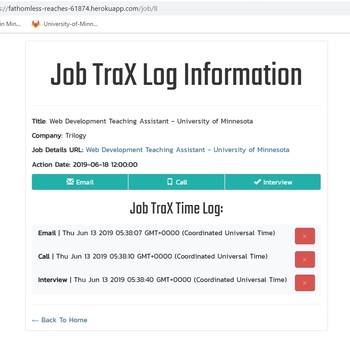 s://fathomless-reaches-61874.herokuapp.com/job/8
in Min...
University-of-Minn...
Job TraX Log Information
Title: Web Development Teaching Assistant - University of Minnesota
Company: Trilogy
Job Details URL: Web Development Teaching Assistant - University of Minnesota
Action Date: 2019-06-18 12:00:00
Email Call Interview
Job TraX Time Log:
Email | Thu Jun 13 2019 05:38:07 GMT+0000 (Coordinated Universal Time) ×
Call | Thu Jun 13 2019 05:38:10 GMT+0000 (Coordinated Universal Time) ×
Interview | Thu Jun 13 2019 05:38:40 GMT+0000 (Coordinated Universal Time) ×
← Back To Home